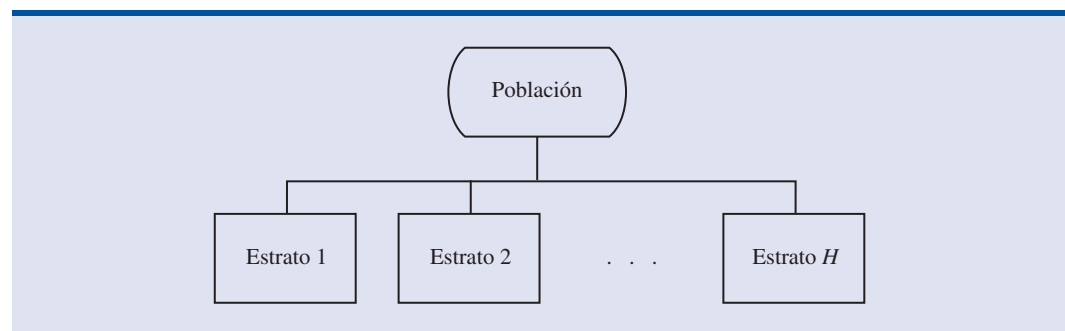 Población
Estrato 1 Estrato 2 . . . Estrato H